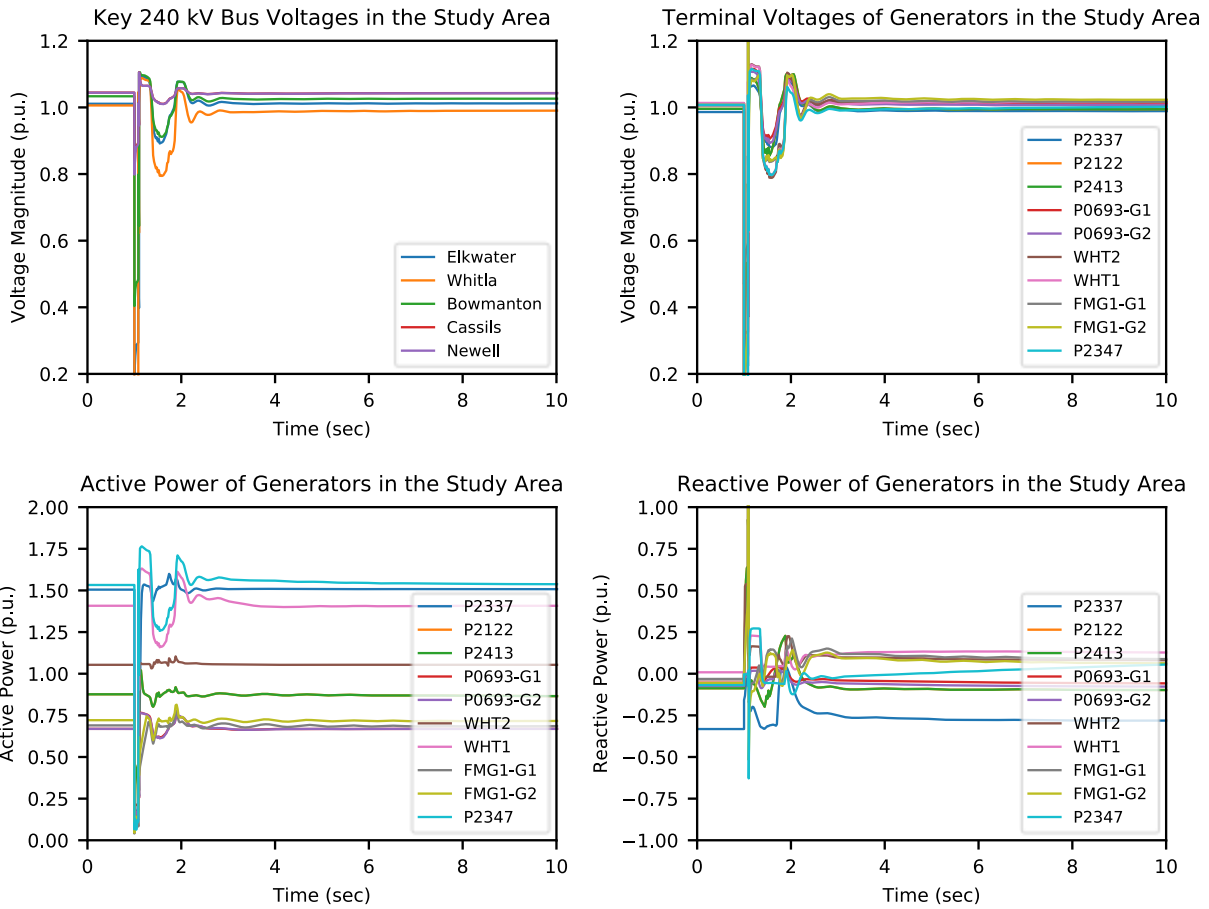 Key 240 kV Bus Voltages in the Study Area
Voltage Magnitude (p.u.)
1.2
1.0
0.8
0.6
0.4
0.2
Elkwater
Whitla
Bowmanton
Cassils
Newell
0 2 4 6 8 10
Time (sec)
Terminal Voltages of Generators in the Study Area
Voltage Magnitude (p.u.)
1.2
1.0
0.8
0.6
0.4
0.2
P2337
P2122
P2413
P0693-G1
P0693-G2
WHT2
WHT1
FMG1-G1
FMG1-G2
P2347
0 2 4 6 8 10
Time (sec)
Active Power of Generators in the Study Area
Active Power (p.u.)
2.00
1.75
1.50
1.25
1.00
0.75
0.50
0.25
0.00
P2337
P2122
P2413
P0693-G1
P0693-G2
WHT2
WHT1
FMG1-G1
FMG1-G2
P2347
0 2 4 6 8 10
Time (sec)
Reactive Power of Generators in the Study Area
Reactive Power (p.u.)
1.00
0.75
0.50
0.25
0.00
−0.25
−0.50
−0.75
−1.00
P2337
P2122
P2413
P0693-G1
P0693-G2
WHT2
WHT1
FMG1-G1
FMG1-G2
P2347
0 2 4 6 8 10
Time (sec)